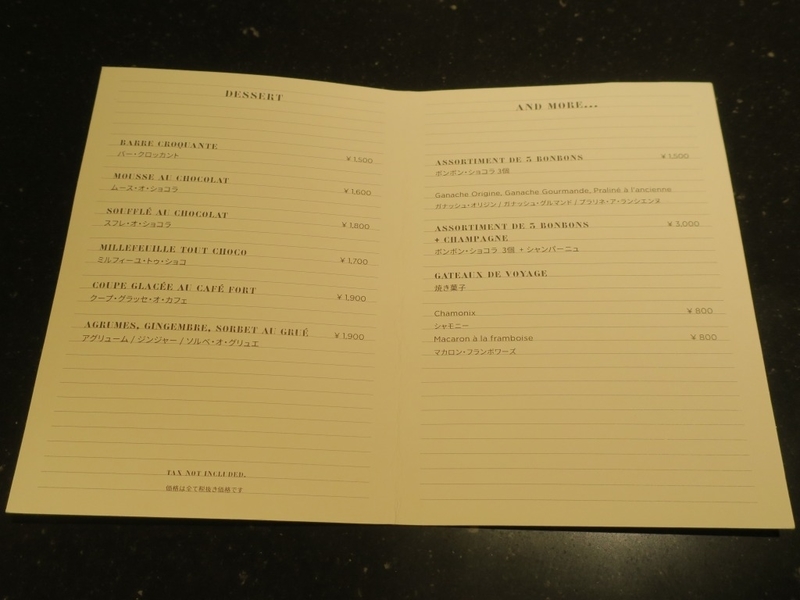 DESSERT
BARRE CROQUANTE ¥ 1,500
バー・クロッカント
MOUSSE AU CHOCOLAT ¥ 1,600
ムース・オ・ショコラ
SOUFFLÉ AU CHOCOLAT ¥ 1,800
スフレ・オ・ショコラ
MILLEFEUILLE TOUT CHOCO ¥ 1,700
ミルフィーユ・トゥ・ショコ
COUPE GLACÉE AU CAFÉ FORT ¥ 1,900
クープ・グラッセ・オ・カフェ
AGRUMES, GINGEMBRE, SORBET AU GRUÉ ¥ 1,900
アグリューム / ジンジャー / ソルベ・オ・グリュエ
TAX NOT INCLUDED.
価格は全て税抜き価格です
AND MORE...
ASSORTIMENT DE 3 BONBONS ¥ 1,500
ボンボン・ショコラ 3個
Ganache Origine, Ganache Gourmande, Praliné à l'ancienne
ガナッシュ・オリジン / ガナッシュ・グルマンド / プラリネ・ア・ランシエンヌ
ASSORTIMENT DE 3 BONBONS ¥ 3,000
+ CHAMPAGNE
ボンボン・ショコラ 3個 + シャンパーニュ
GATEAUX DE VOYAGE
焼き菓子
Chamonix ¥ 800
シャモニー
Macaron à la framboise ¥ 800
マカロン・フランボワーズ